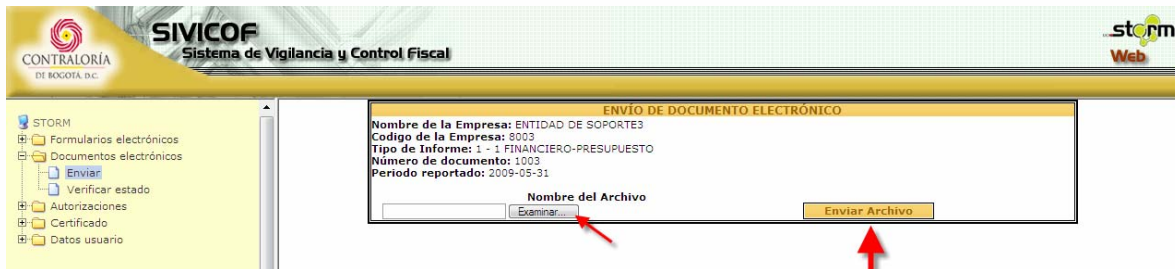 SIVICOF
Sistema de Vigilancia y Control Fiscal
CONTRALORÍA
DE BOGOTÁ, D.C.
...storm
Web
STORM
Formularios electrónicos
Documentos electrónicos
Enviar
Verificar estado
Autorizaciones
Certificado
Datos usuario
ENVÍO DE DOCUMENTO ELECTRÓNICO
Nombre de la Empresa: ENTIDAD DE SOPORTE3
Codigo de la Empresa: 8003
Tipo de Informe: 1 - 1 FINANCIERO-PRESUPUESTO
Número de documento: 1003
Periodo reportado: 2009-05-31
Nombre del Archivo
Examinar...
Enviar Archivo